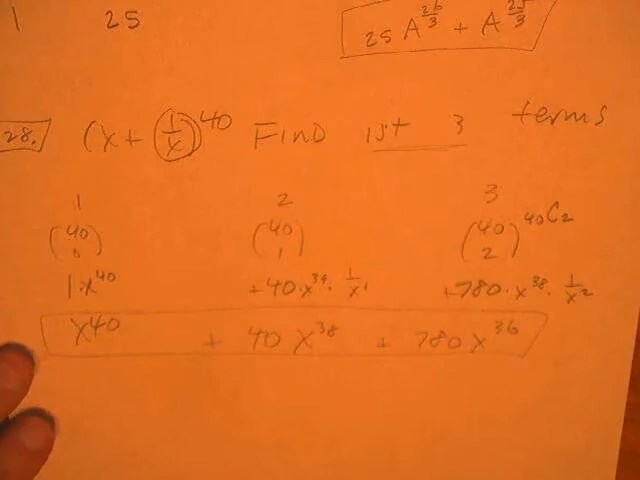 1 25
25 A^(26/3) + A^(25/3)
28. (x + (1/x))^40 Find 1st 3 terms
1 2 3
(40 0) (40 1) (40 2) 40C2
1·x^40 +40·x^39·1/x^1 +780·x^38·1/x^2
x^40 + 40x^38 + 780x^36